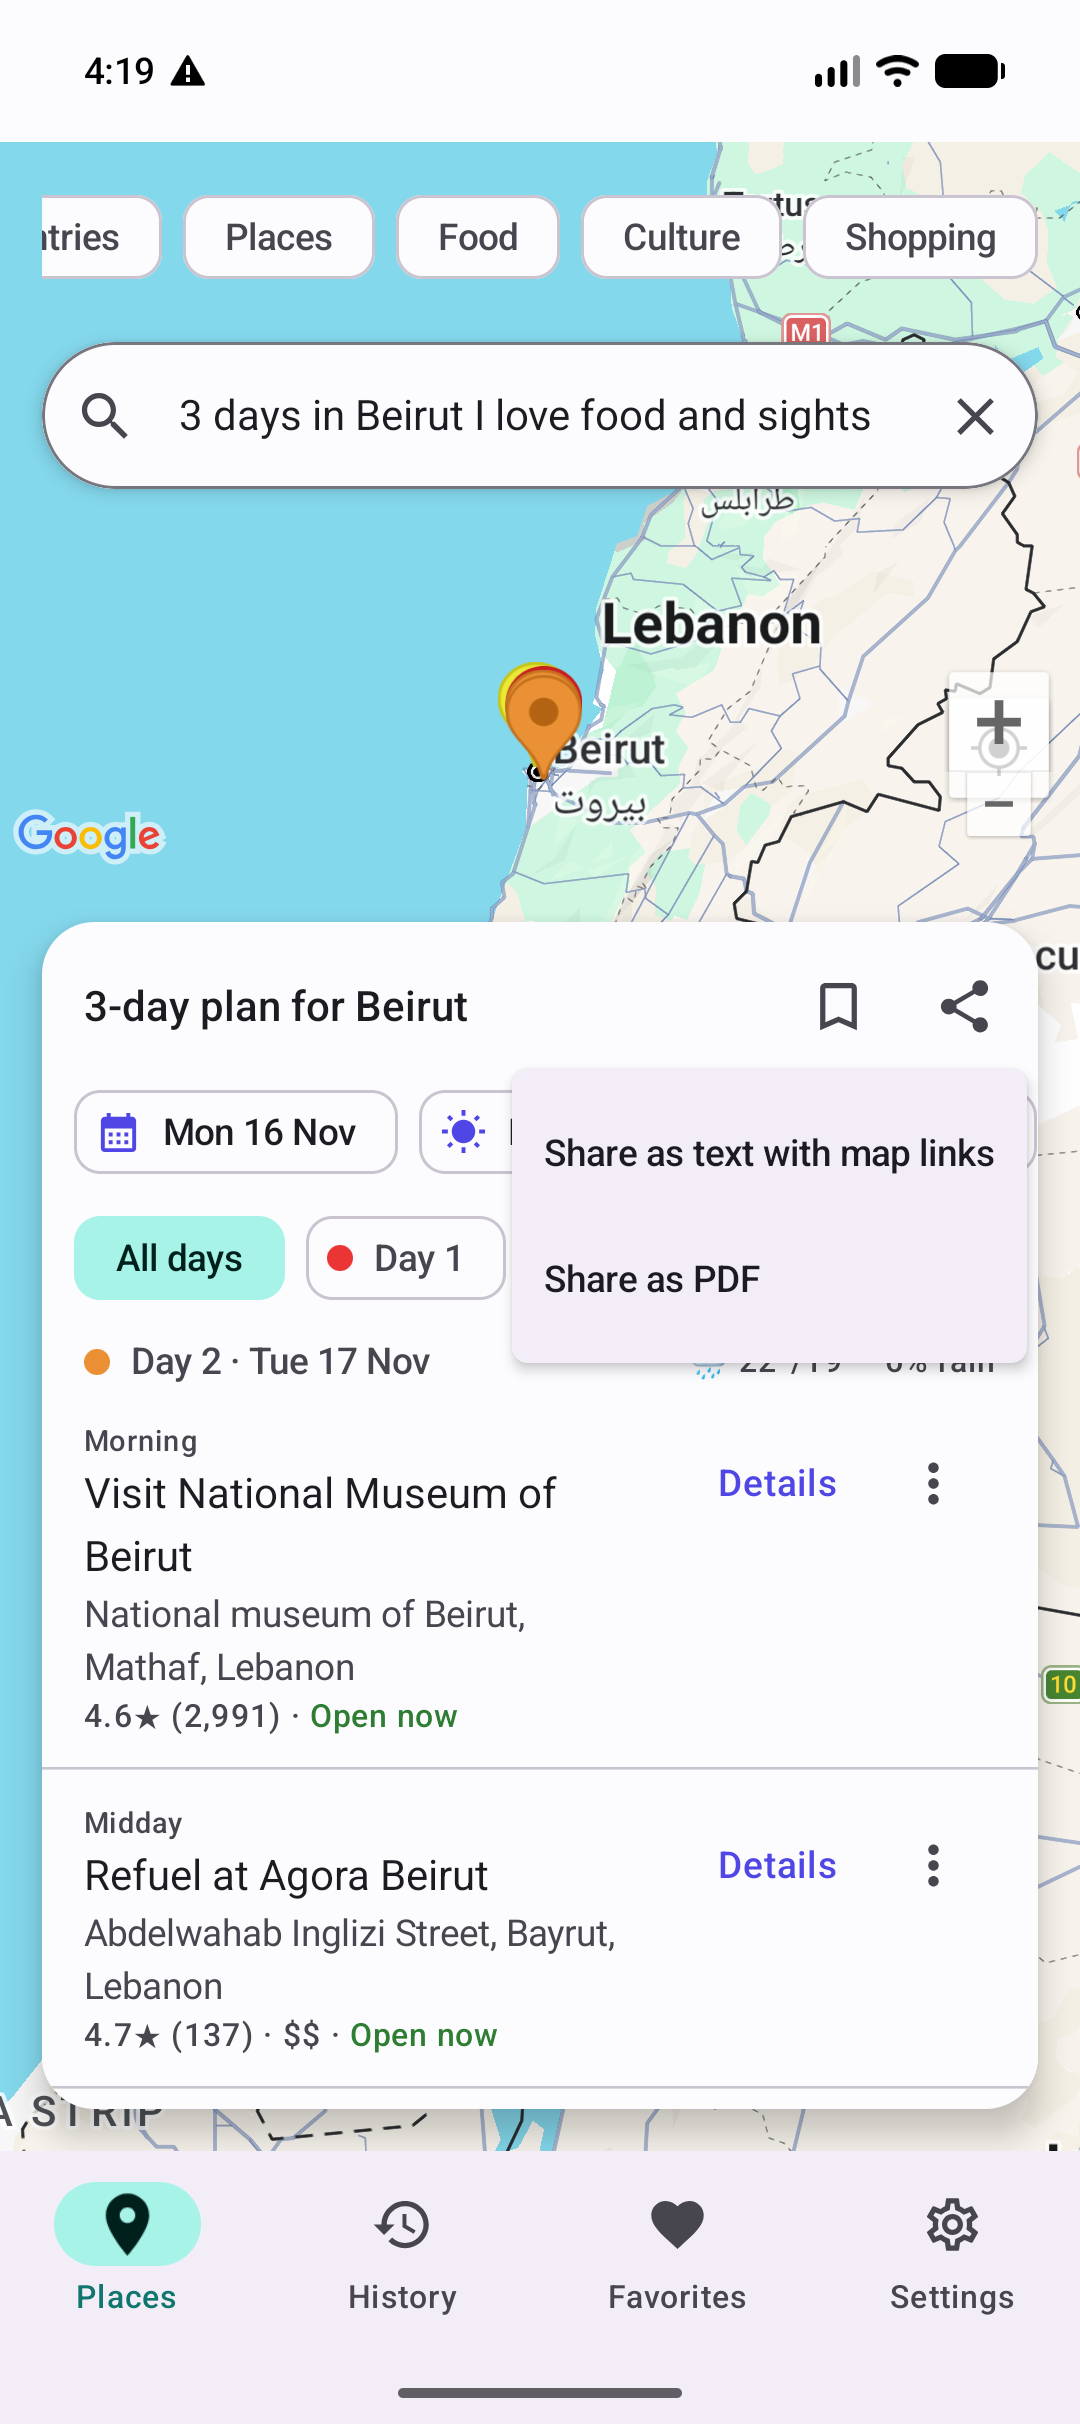 4:19
Places
Food
Culture
Shopping
M1
3 days in Beirut I love food and sights
طرابلس
Lebanon
Beirut
بيروت
Google
3-day plan for Beirut
Mon 16 Nov
Share as text with map links
All days
Day 1
Share as PDF
Day 2 · Tue 17 Nov
Morning
Visit National Museum of
Beirut
Details
National museum of Beirut,
Mathaf, Lebanon
4.6★ (2,991) · Open now
10
Midday
Refuel at Agora Beirut
Details
Abdelwahab Inglizi Street, Bayrut,
Lebanon
4.7★ (137) · $$ · Open now
Places
History
Favorites
Settings